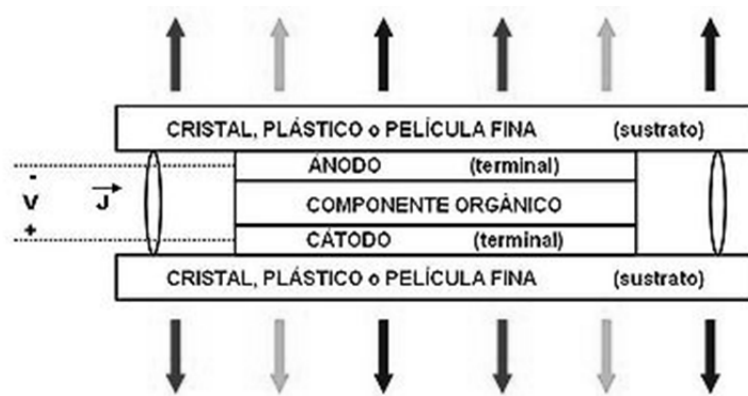 CRISTAL, PLÁSTICO o PELÍCULA FINA (sustrato)
-
ÁNODO (terminal)
V J
COMPONENTE ORGÁNICO
+
CÁTODO (terminal)
CRISTAL, PLÁSTICO o PELÍCULA FINA (sustrato)